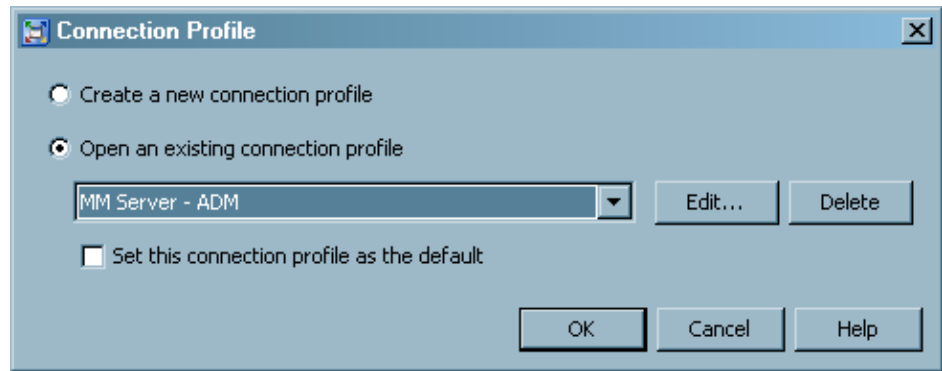 Connection Profile
Create a new connection profile
Open an existing connection profile
MM Server - ADM
Edit...
Delete
Set this connection profile as the default
OK
Cancel
Help